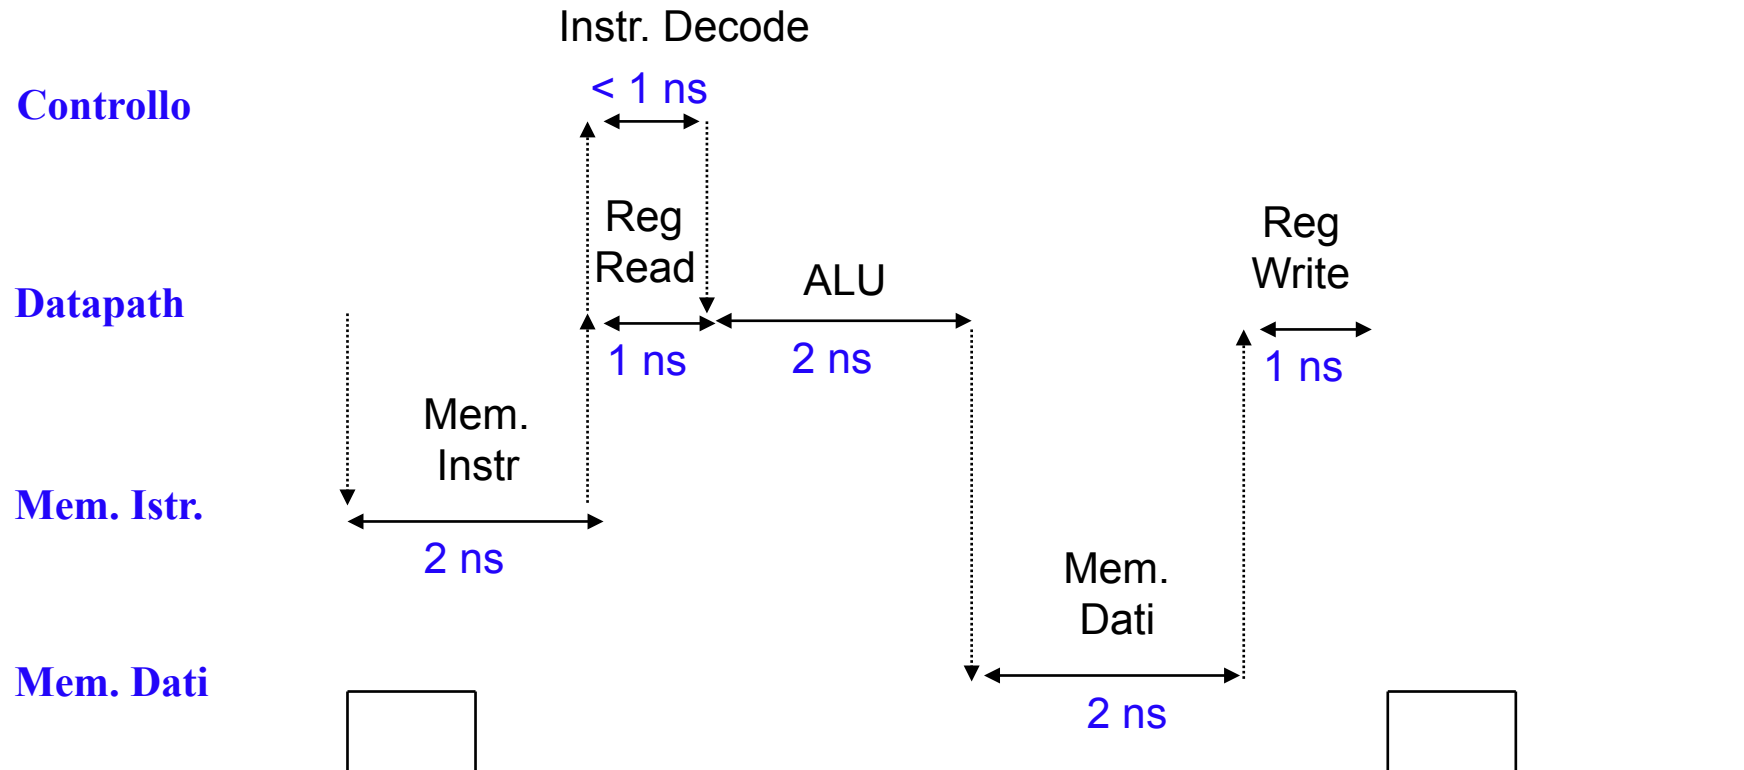 Instr. Decode
< 1 ns
Controllo
Reg
Read
Reg
Write
ALU
Datapath
1 ns
2 ns
1 ns
Mem.
Instr
Mem. Istr.
2 ns
Mem.
Dati
Mem. Dati
2 ns